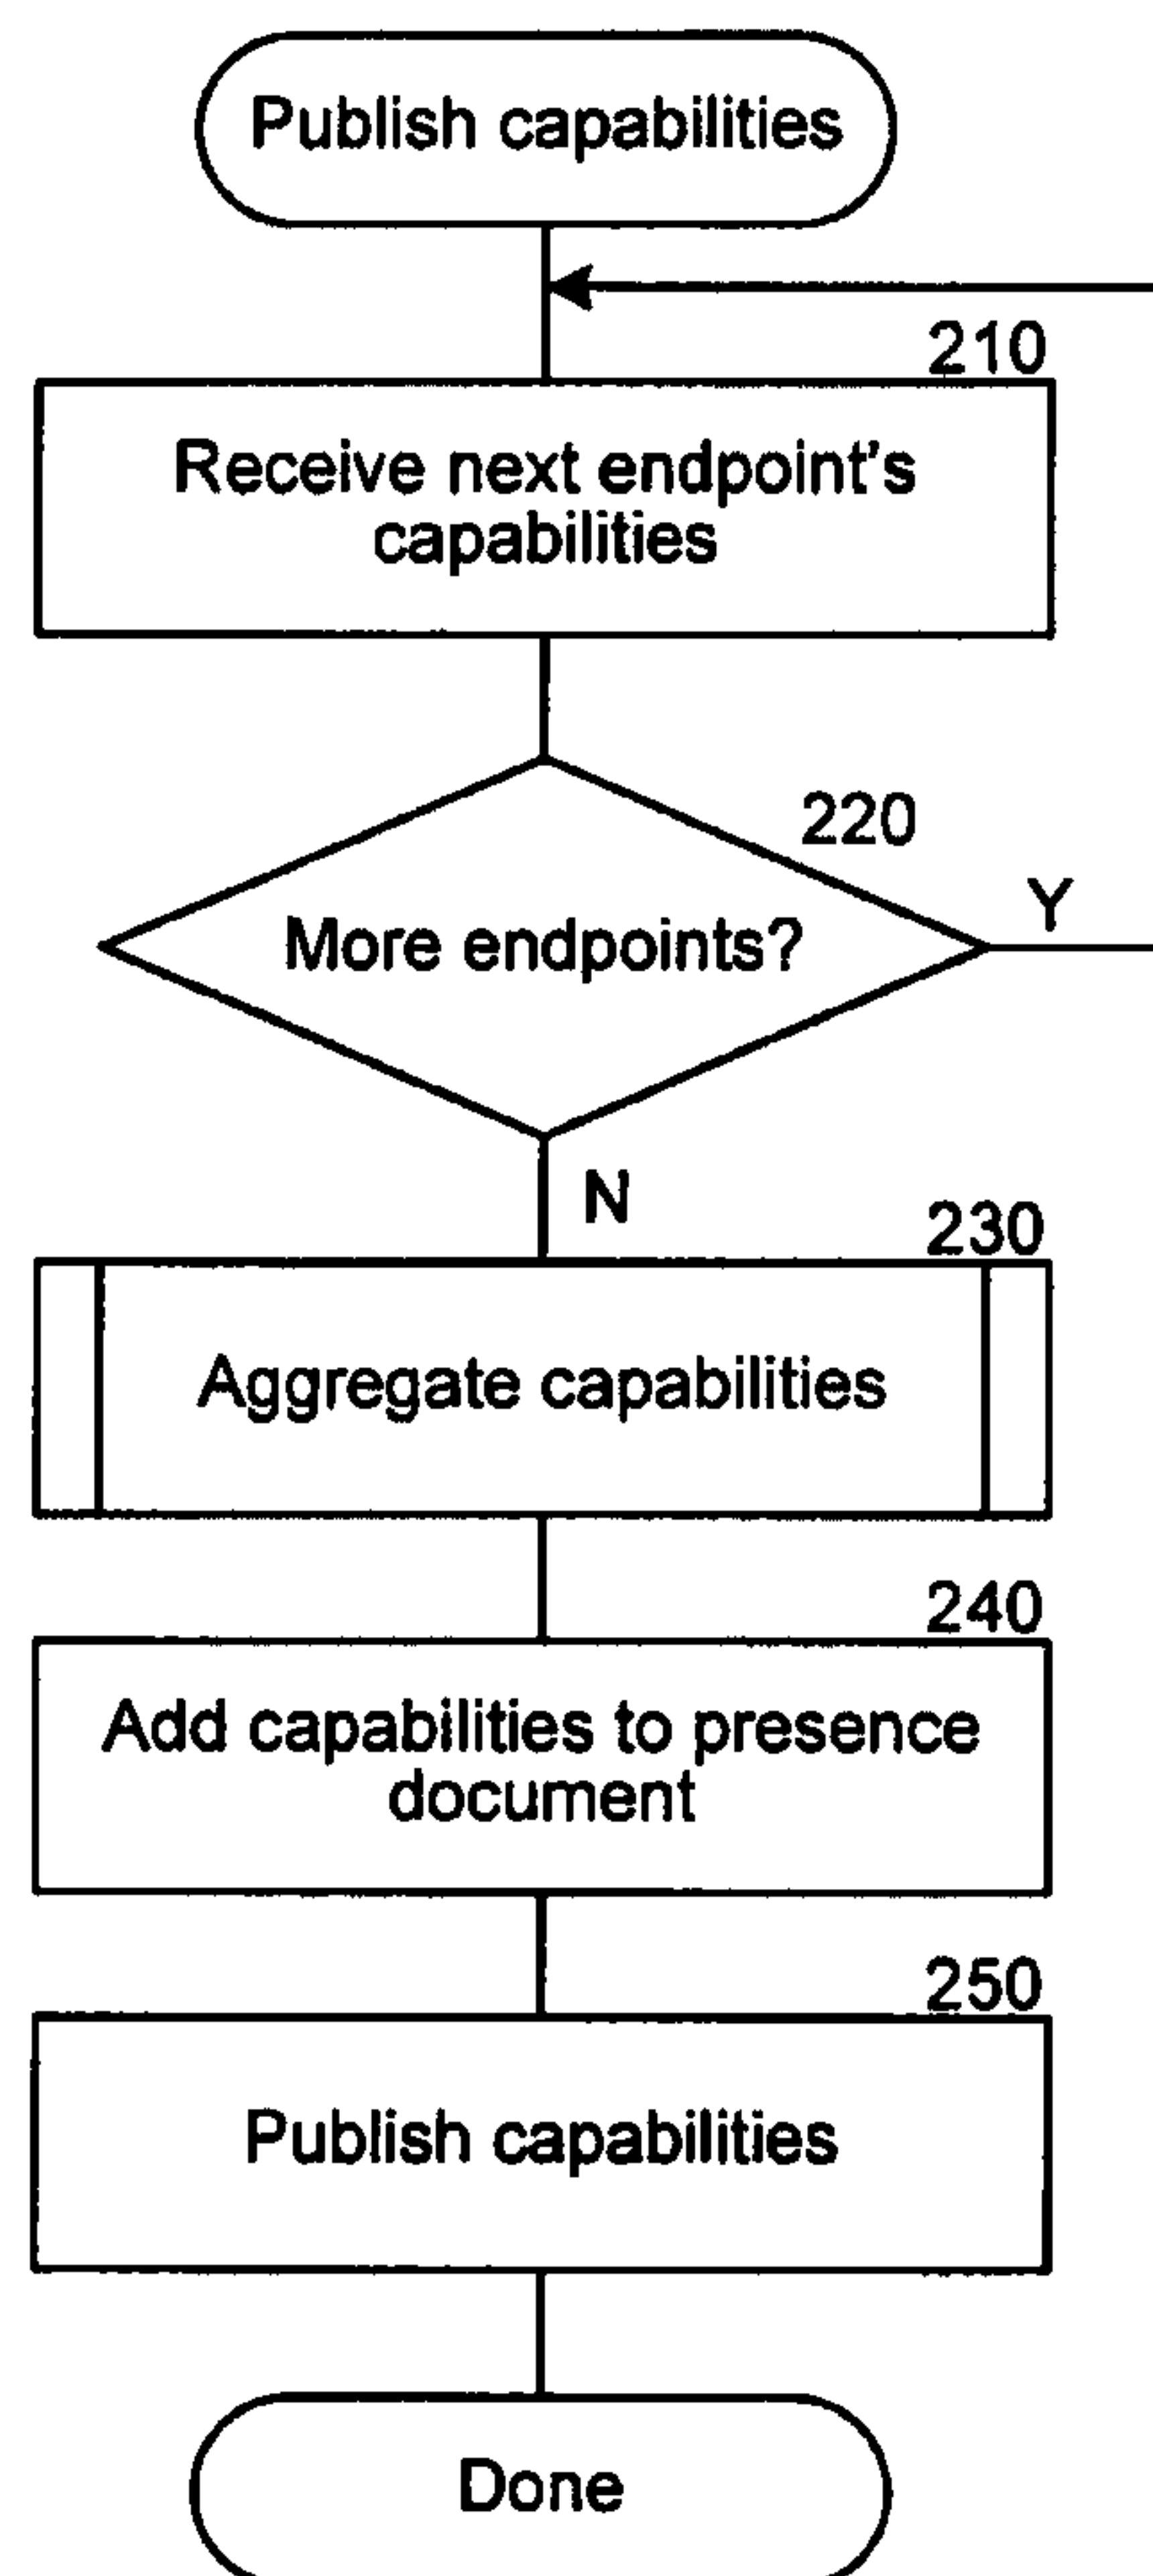 Publish capabilities
210
Receive next endpoint's
capabilities
220
More endpoints?
Y
N
230
Aggregate capabilities
240
Add capabilities to presence
document
250
Publish capabilities
Done